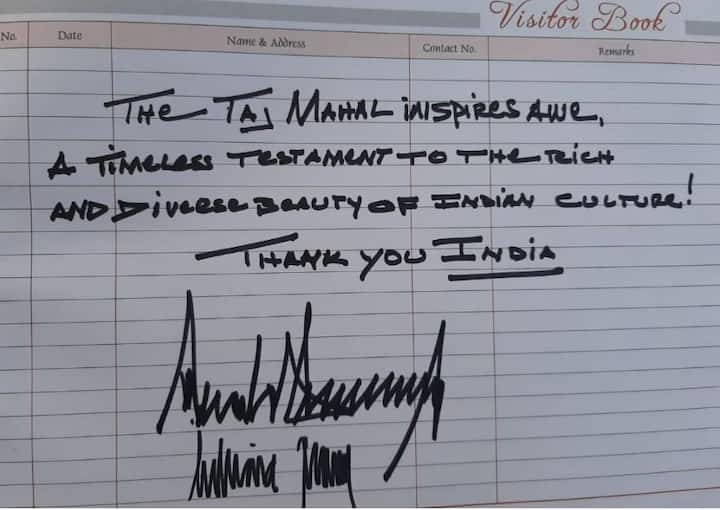 Visitor Book
No. Date Name & Address Contact No. Remarks
THe TAJ MAHAL iNSpiRes AWe,
A TiMeLess TesTAMeNT TO THe RicH
AND DiveRse BeAUTY OF INDiAN CULTURe!
THANK YOU INDiA